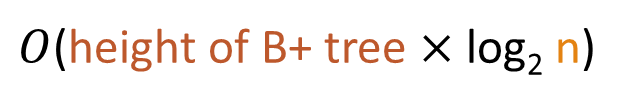 O(height of B+ tree × log₂ n)